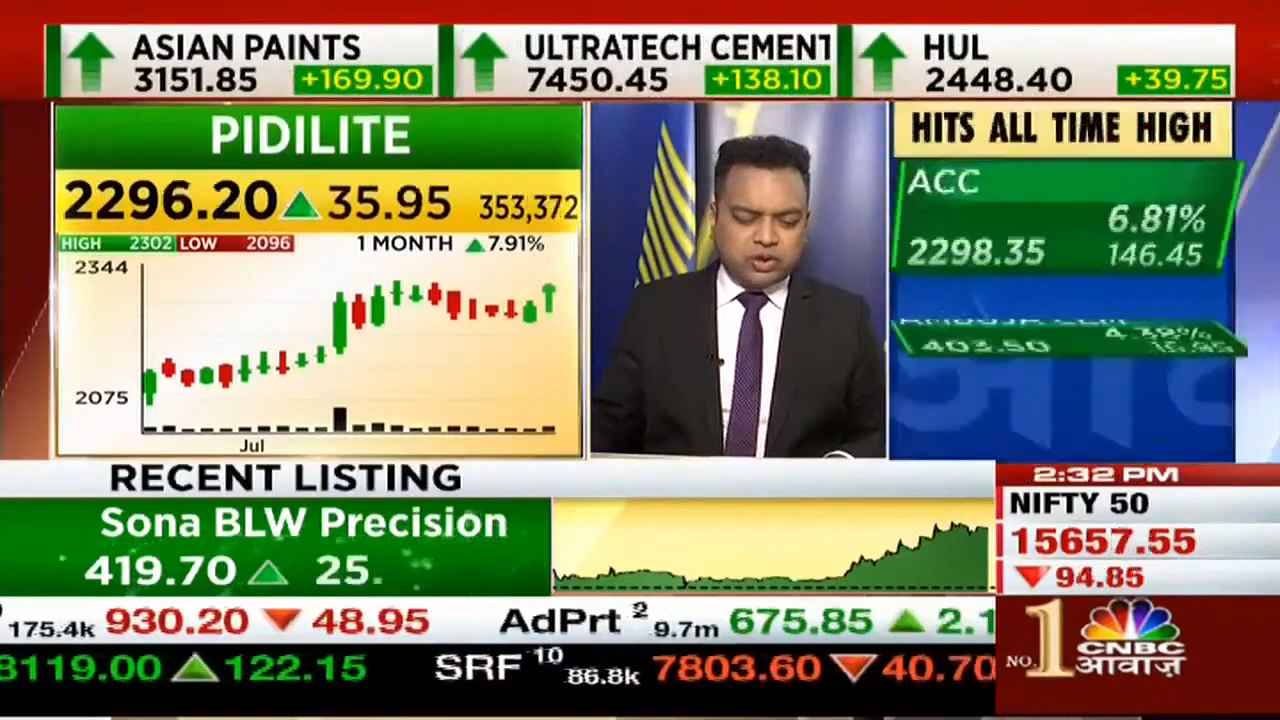 ASIAN PAINTS
3151.85 +169.90
ULTRATECH CEMENT
7450.45 +138.10
HUL
2448.40 +39.75
PIDILITE
2296.20 35.95 353,372
HIGH 2302 LOW 2096 1 MONTH 7.91%
2344
2075
Jul
HITS ALL TIME HIGH
ACC
6.81%
2298.35 146.45
403.50
RECENT LISTING
Sona BLW Precision
419.70 25.
2:32 PM
NIFTY 50
15657.55
94.85
175.4k 930.20 48.95 AdPrt 2 9.7m 675.85 2.1
8119.00 122.15 SRF 10 86.8k 7803.60 40.70
NO. 1 CNBC
आवाज़